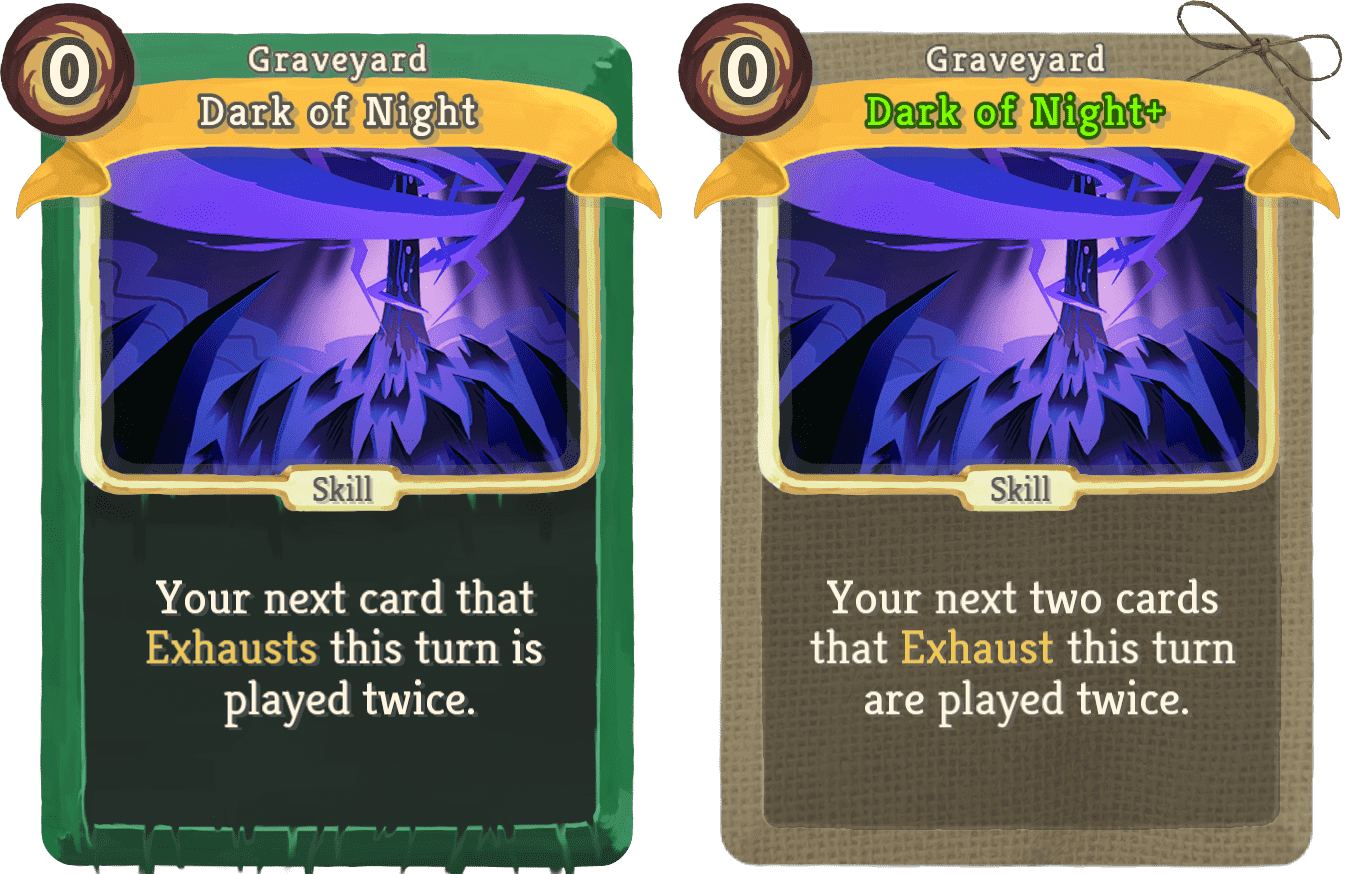 0
Graveyard
Dark of Night
Skill
Your next card that
Exhausts this turn is
played twice.
0
Graveyard
Dark of Night+
Skill
Your next two cards
that Exhaust this turn
are played twice.